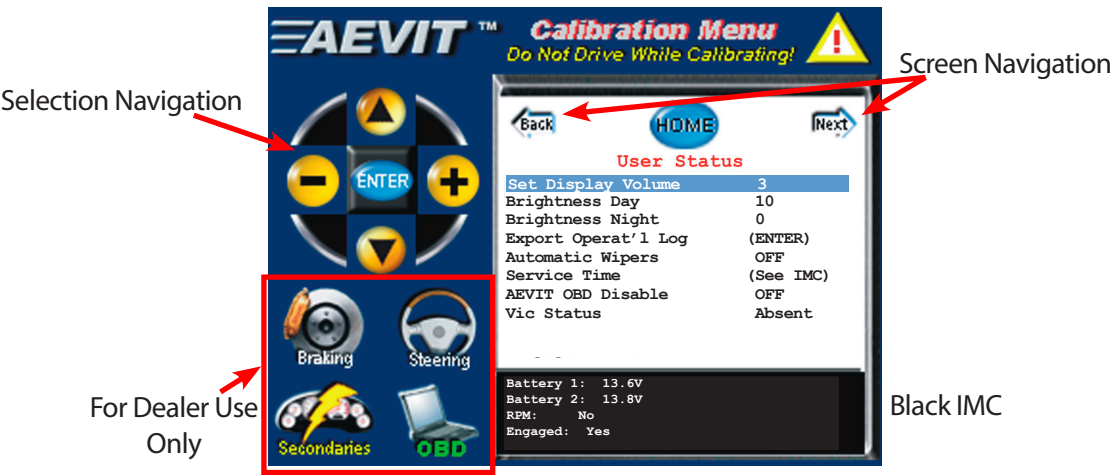 AEVIT ™
Calibration Menu
Do Not Drive While Calibrating!
!
Screen Navigation
Selection Navigation
Back
HOME
Next
ENTER
User Status
Set Display Volume 3
Brightness Day 10
Brightness Night 0
Export Operat'l Log (ENTER)
Automatic Wipers OFF
Service Time (See IMC)
AEVIT OBD Disable OFF
Vic Status Absent
- -
Braking
Steering
Secondaries
OBD
For Dealer Use
Only
Battery 1: 13.6V
Battery 2: 13.8V
RPM: No
Engaged: Yes
Black IMC